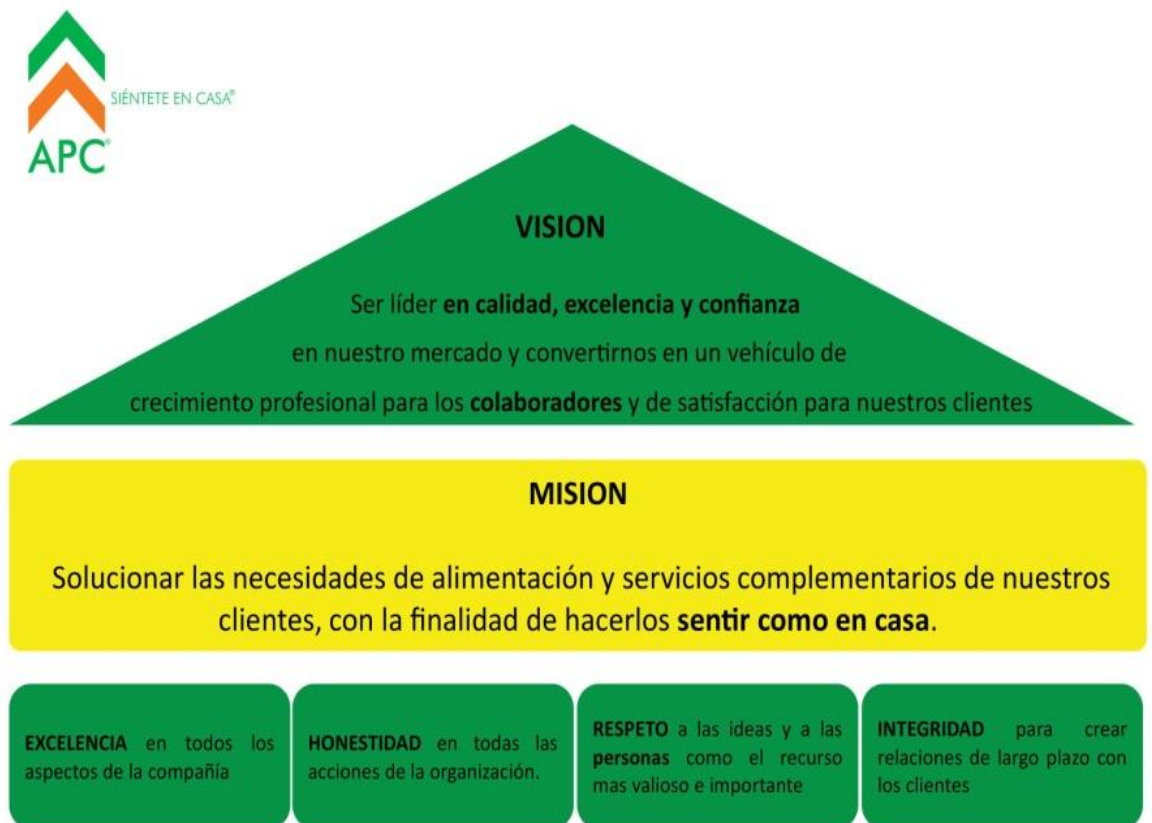 SIÉNTETE EN CASA®
APC®
VISION
Ser líder en calidad, excelencia y confianza
en nuestro mercado y convertirnos en un vehículo de
crecimiento profesional para los colaboradores y de satisfacción para nuestros clientes
MISION
Solucionar las necesidades de alimentación y servicios complementarios de nuestros
clientes, con la finalidad de hacerlos sentir como en casa.
EXCELENCIA en todos los
aspectos de la compañía
HONESTIDAD en todas las
acciones de la organización.
RESPETO a las ideas y a las
personas como el recurso
mas valioso e importante
INTEGRIDAD para crear
relaciones de largo plazo con
los clientes